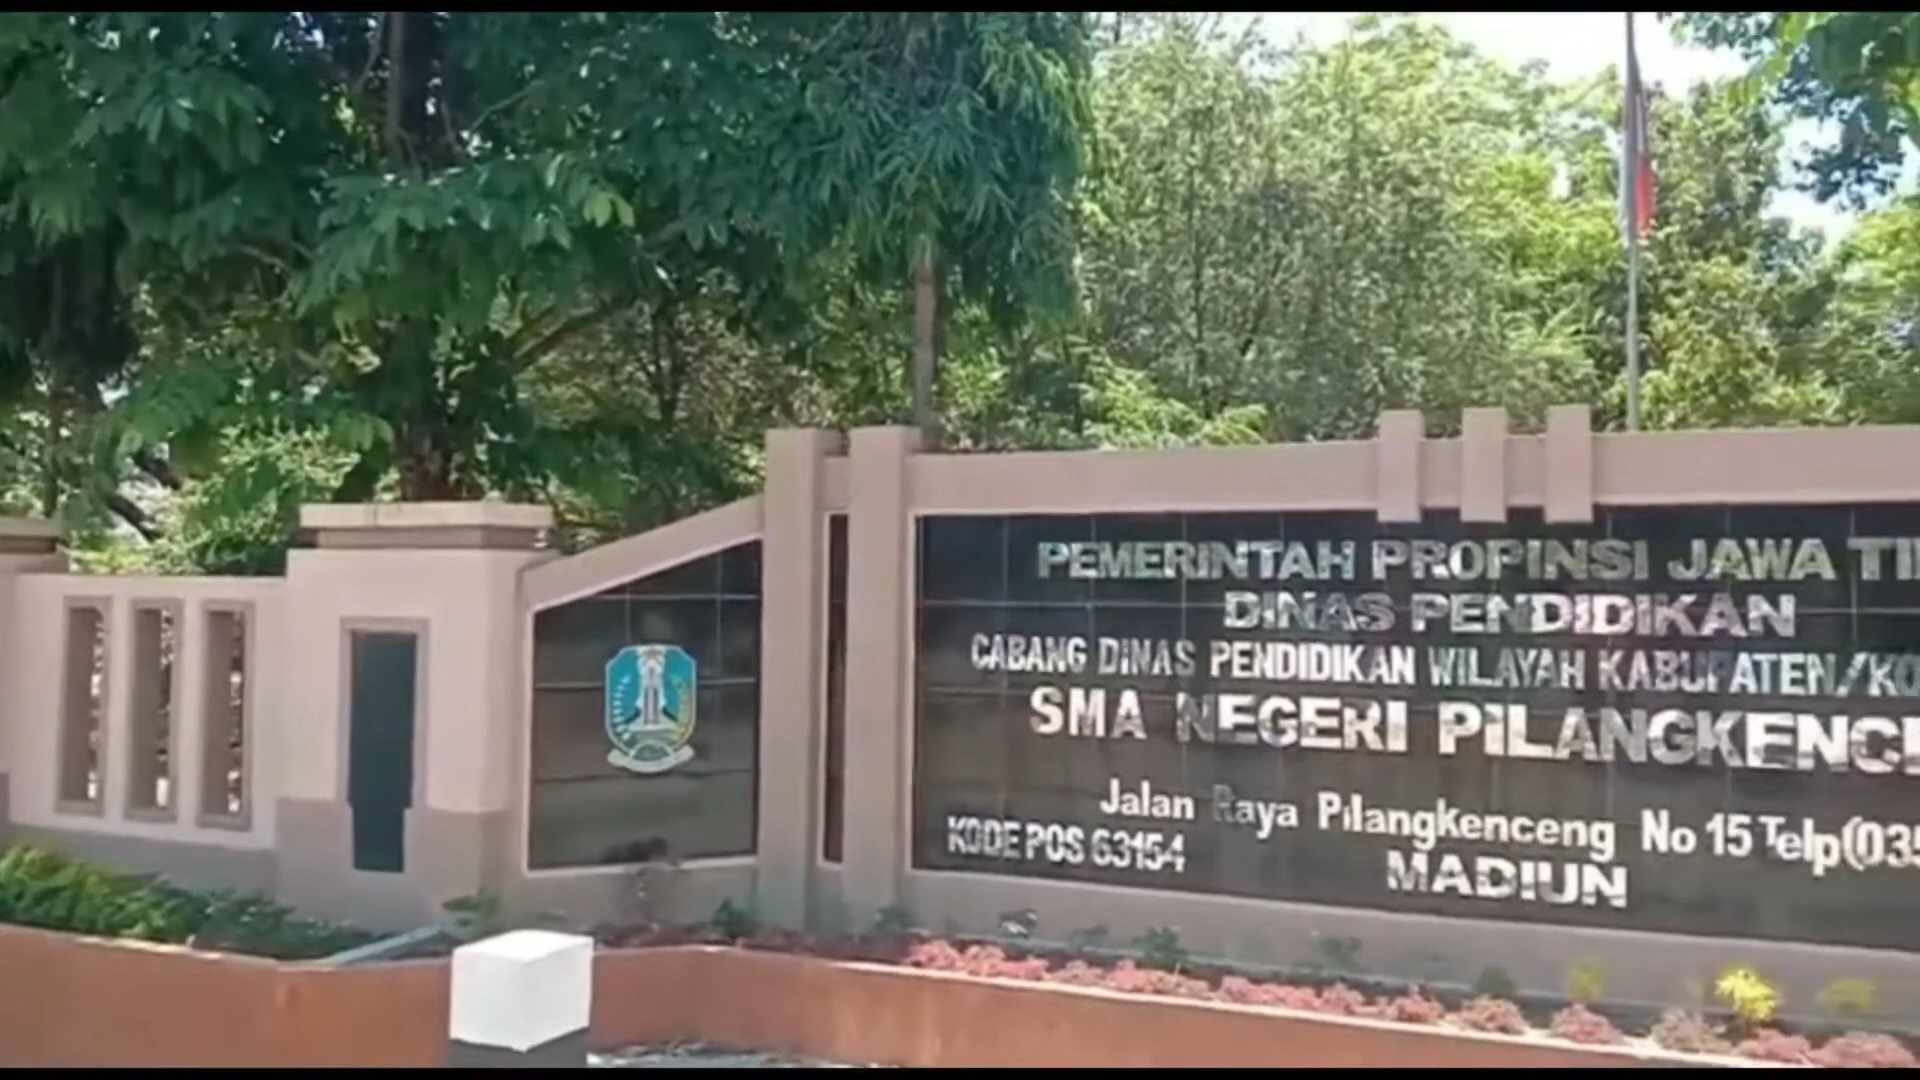 PEMERINTAH PROPINSI JAWA TI
DINAS PENDIDIKAN
CABANG DINAS PENDIDIKAN WILAYAH KABUPATEN/KO
SMA NEGERI PILANGKENCE
Jalan Raya Pilangkenceng No 15 Telp(035
KODE POS 63154
MADIUN